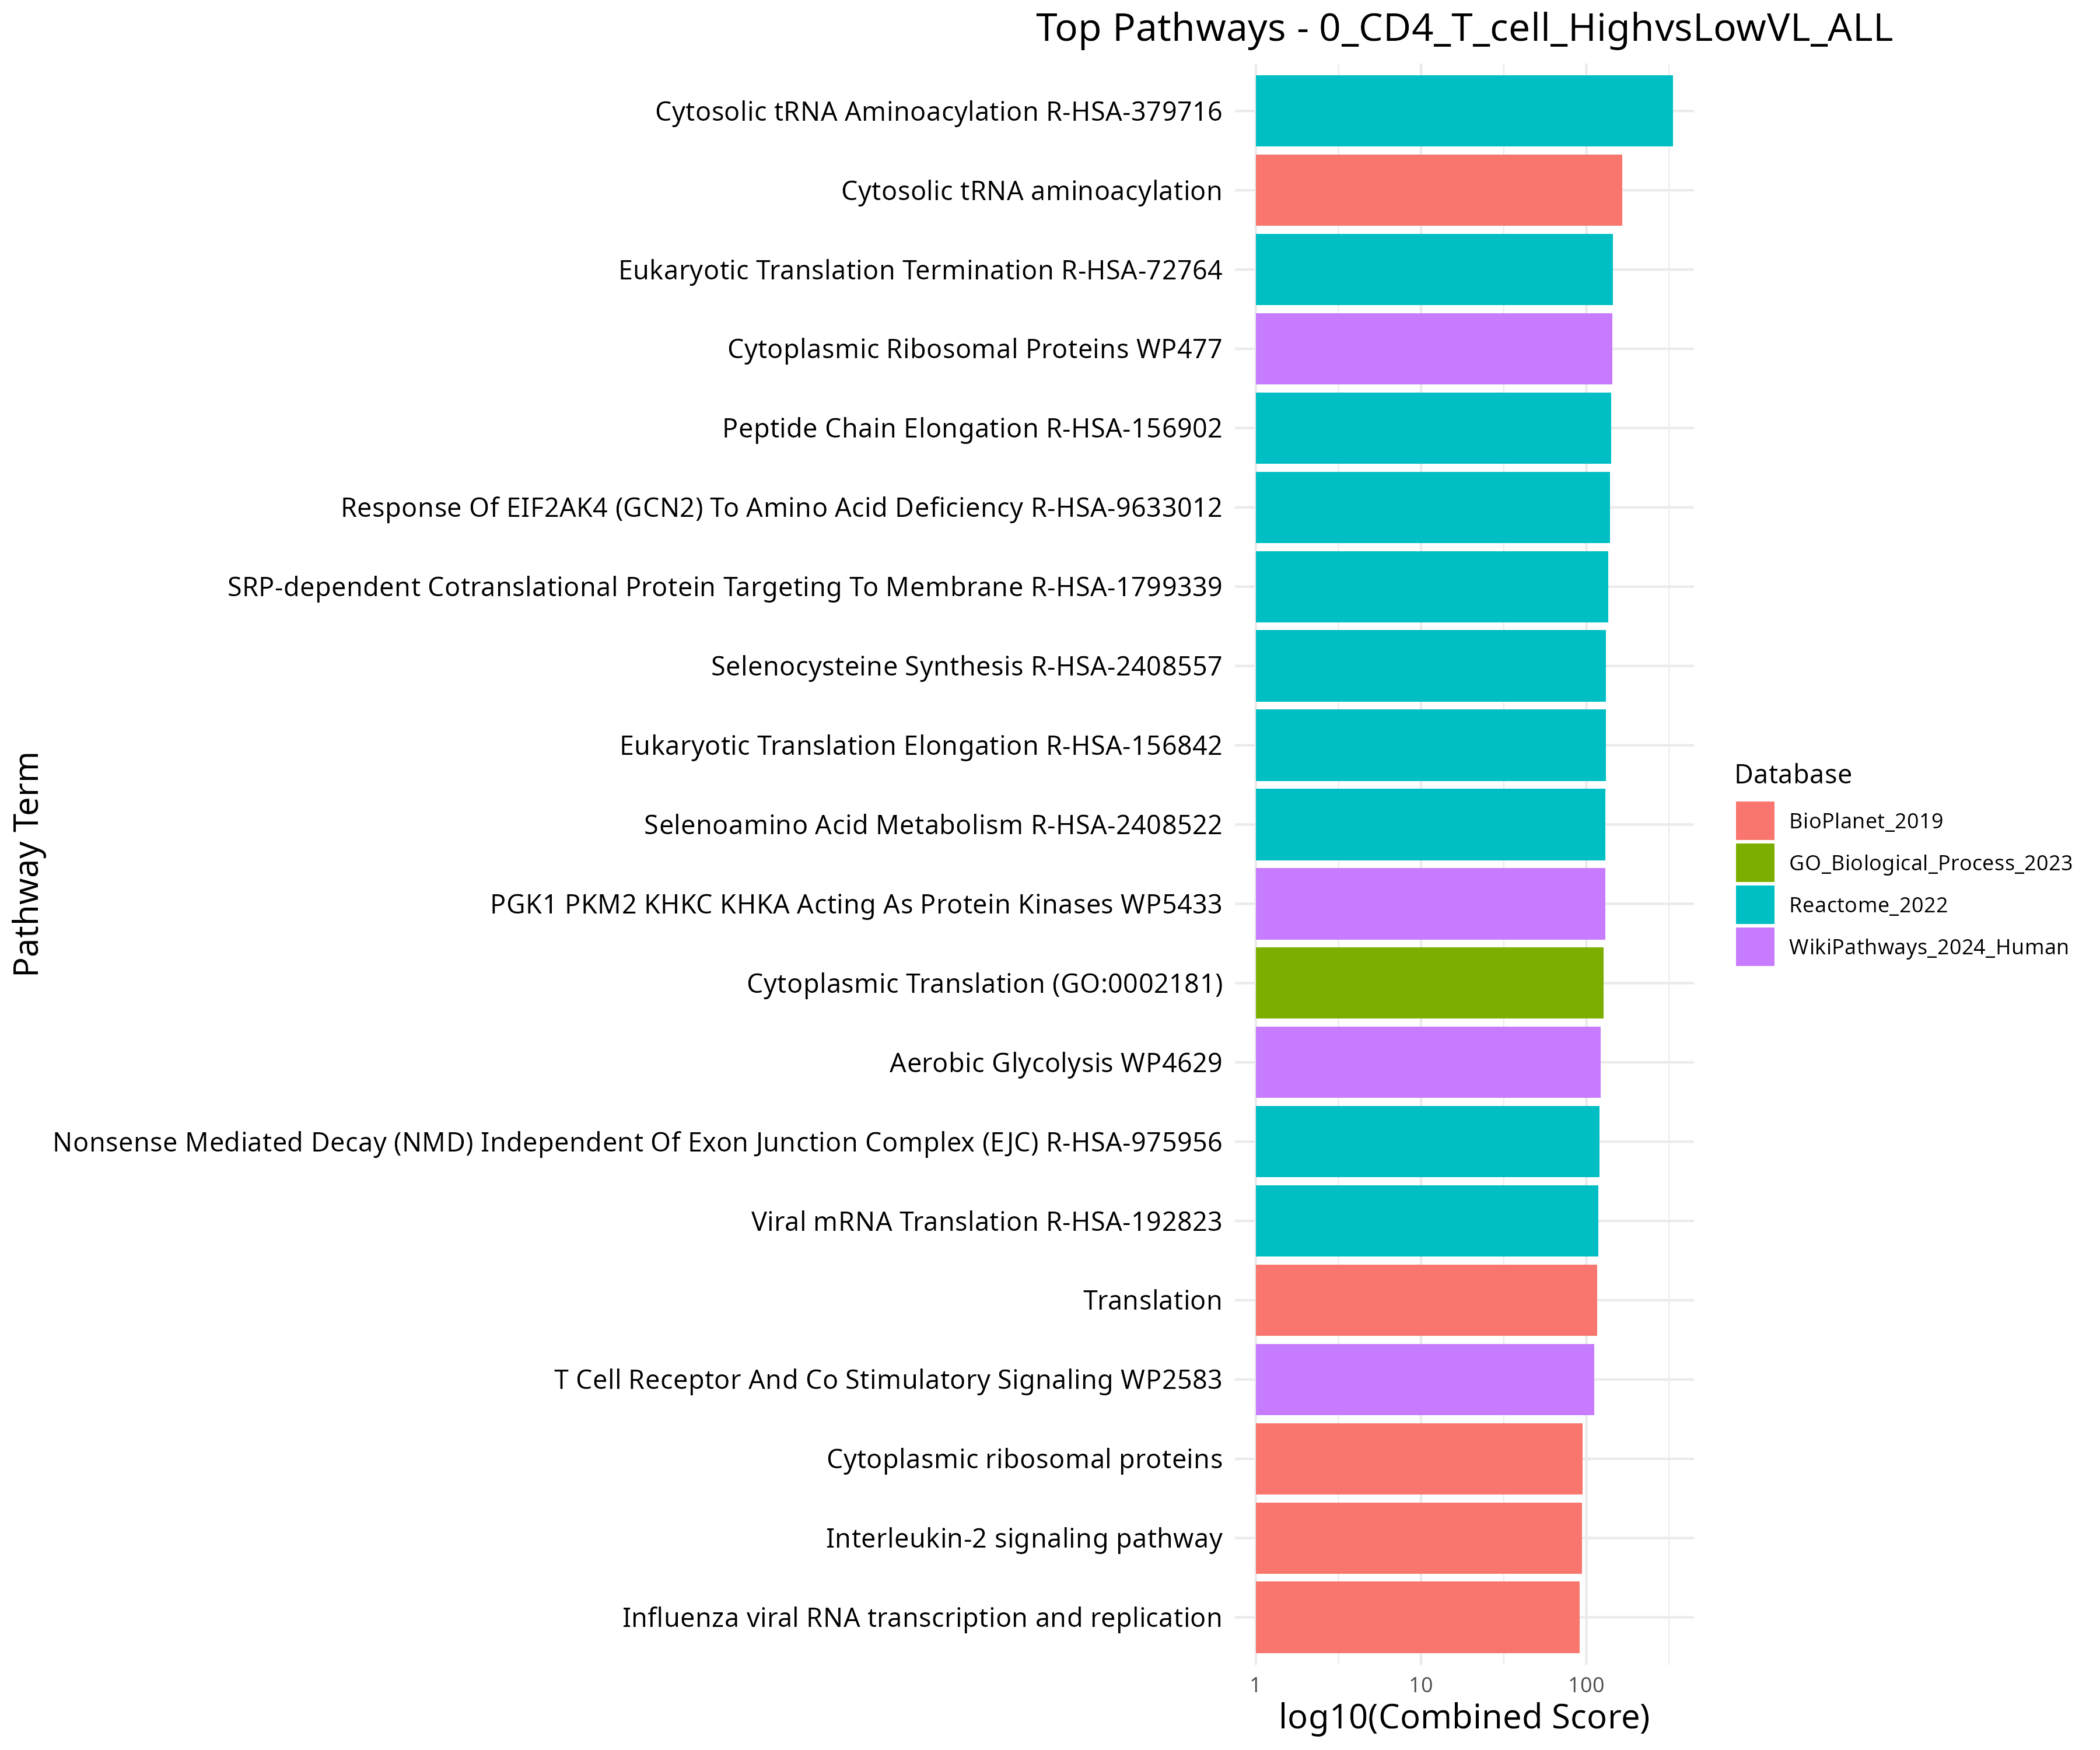 Top Pathways - 0_CD4_T_cell_HighvsLowVL_ALL
Pathway Term
Cytosolic tRNA Aminoacylation R-HSA-379716
Cytosolic tRNA aminoacylation
Eukaryotic Translation Termination R-HSA-72764
Cytoplasmic Ribosomal Proteins WP477
Peptide Chain Elongation R-HSA-156902
Response Of EIF2AK4 (GCN2) To Amino Acid Deficiency R-HSA-9633012
SRP-dependent Cotranslational Protein Targeting To Membrane R-HSA-1799339
Selenocysteine Synthesis R-HSA-2408557
Eukaryotic Translation Elongation R-HSA-156842
Selenoamino Acid Metabolism R-HSA-2408522
PGK1 PKM2 KHKC KHKA Acting As Protein Kinases WP5433
Cytoplasmic Translation (GO:0002181)
Aerobic Glycolysis WP4629
Nonsense Mediated Decay (NMD) Independent Of Exon Junction Complex (EJC) R-HSA-975956
Viral mRNA Translation R-HSA-192823
Translation
T Cell Receptor And Co Stimulatory Signaling WP2583
Cytoplasmic ribosomal proteins
Interleukin-2 signaling pathway
Influenza viral RNA transcription and replication
1 10 100
log10(Combined Score)
Database
BioPlanet_2019
GO_Biological_Process_2023
Reactome_2022
WikiPathways_2024_Human